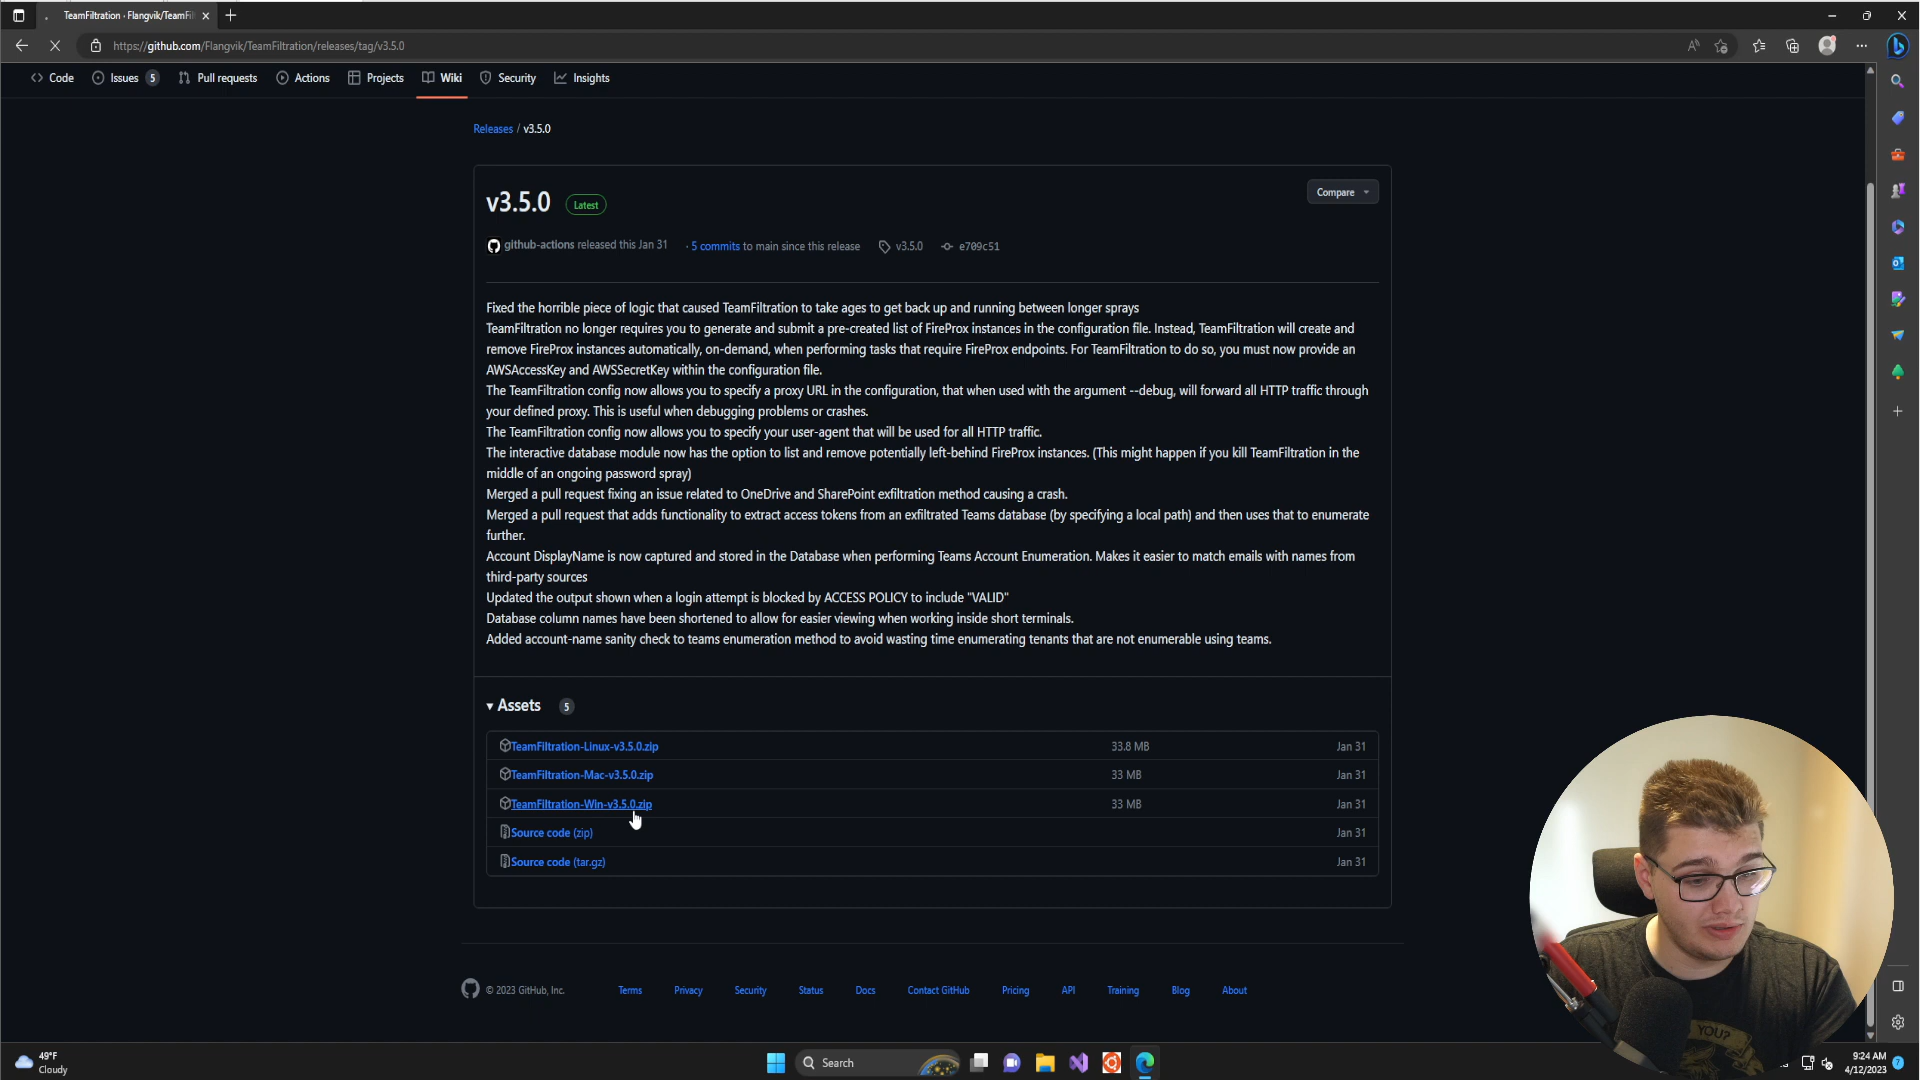 TeamFiltration · Flangvik/TeamFil
https://github.com/Flangvik/TeamFiltration/releases/tag/v3.5.0
Code Issues 5 Pull requests Actions Projects Wiki Security Insights
Releases / v3.5.0
v3.5.0 Latest Compare
github-actions released this Jan 31 · 5 commits to main since this release v3.5.0 e709c51
Fixed the horrible piece of logic that caused TeamFiltration to take ages to get back up and running between longer sprays
TeamFiltration no longer requires you to generate and submit a pre-created list of FireProx instances in the configuration file. Instead, TeamFiltration will create and
remove FireProx instances automatically, on-demand, when performing tasks that require FireProx endpoints. For TeamFiltration to do so, you must now provide an
AWSAccessKey and AWSSecretKey within the configuration file.
The TeamFiltration config now allows you to specify a proxy URL in the configuration, that when used with the argument --debug, will forward all HTTP traffic through
your defined proxy. This is useful when debugging problems or crashes.
The TeamFiltration config now allows you to specify your user-agent that will be used for all HTTP traffic.
The interactive database module now has the option to list and remove potentially left-behind FireProx instances. (This might happen if you kill TeamFiltration in the
middle of an ongoing password spray)
Merged a pull request fixing an issue related to OneDrive and SharePoint exfiltration method causing a crash.
Merged a pull request that adds functionality to extract access tokens from an exfiltrated Teams database (by specifying a local path) and then uses that to enumerate
further.
Account DisplayName is now captured and stored in the Database when performing Teams Account Enumeration. Makes it easier to match emails with names from
third-party sources
Updated the output shown when a login attempt is blocked by ACCESS POLICY to include "VALID"
Database column names have been shortened to allow for easier viewing when working inside short terminals.
Added account-name sanity check to teams enumeration method to avoid wasting time enumerating tenants that are not enumerable using teams.
Assets 5
TeamFiltration-Linux-v3.5.0.zip 33.8 MB Jan 31
TeamFiltration-Mac-v3.5.0.zip 33 MB Jan 31
TeamFiltration-Win-v3.5.0.zip 33 MB Jan 31
Source code (zip) Jan 31
Source code (tar.gz) Jan 31
© 2023 GitHub, Inc. Terms Privacy Security Status Docs Contact GitHub Pricing API Training Blog About
YOU?
49°F
Cloudy
Search
9:24 AM
4/12/2023
7